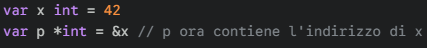 var x int = 42
var p *int = &x // p ora contiene l'indirizzo di x